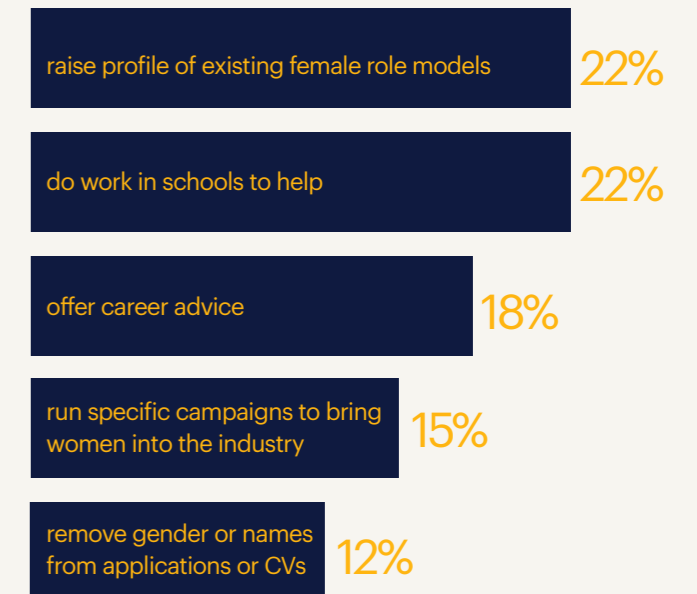 raise profile of existing female role models
22%
do work in schools to help
22%
offer career advice
18%
run specific campaigns to bring
women into the industry
15%
remove gender or names
from applications or CVs
12%